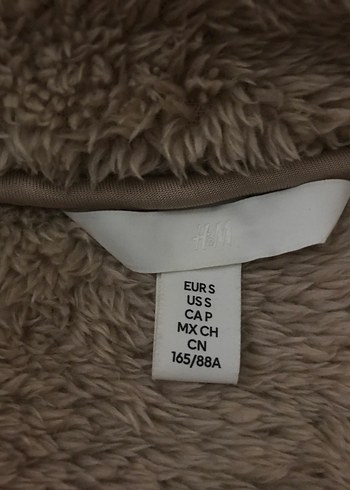 H&M
EUR S
US S
CA P
MX CH
CN
165/88A